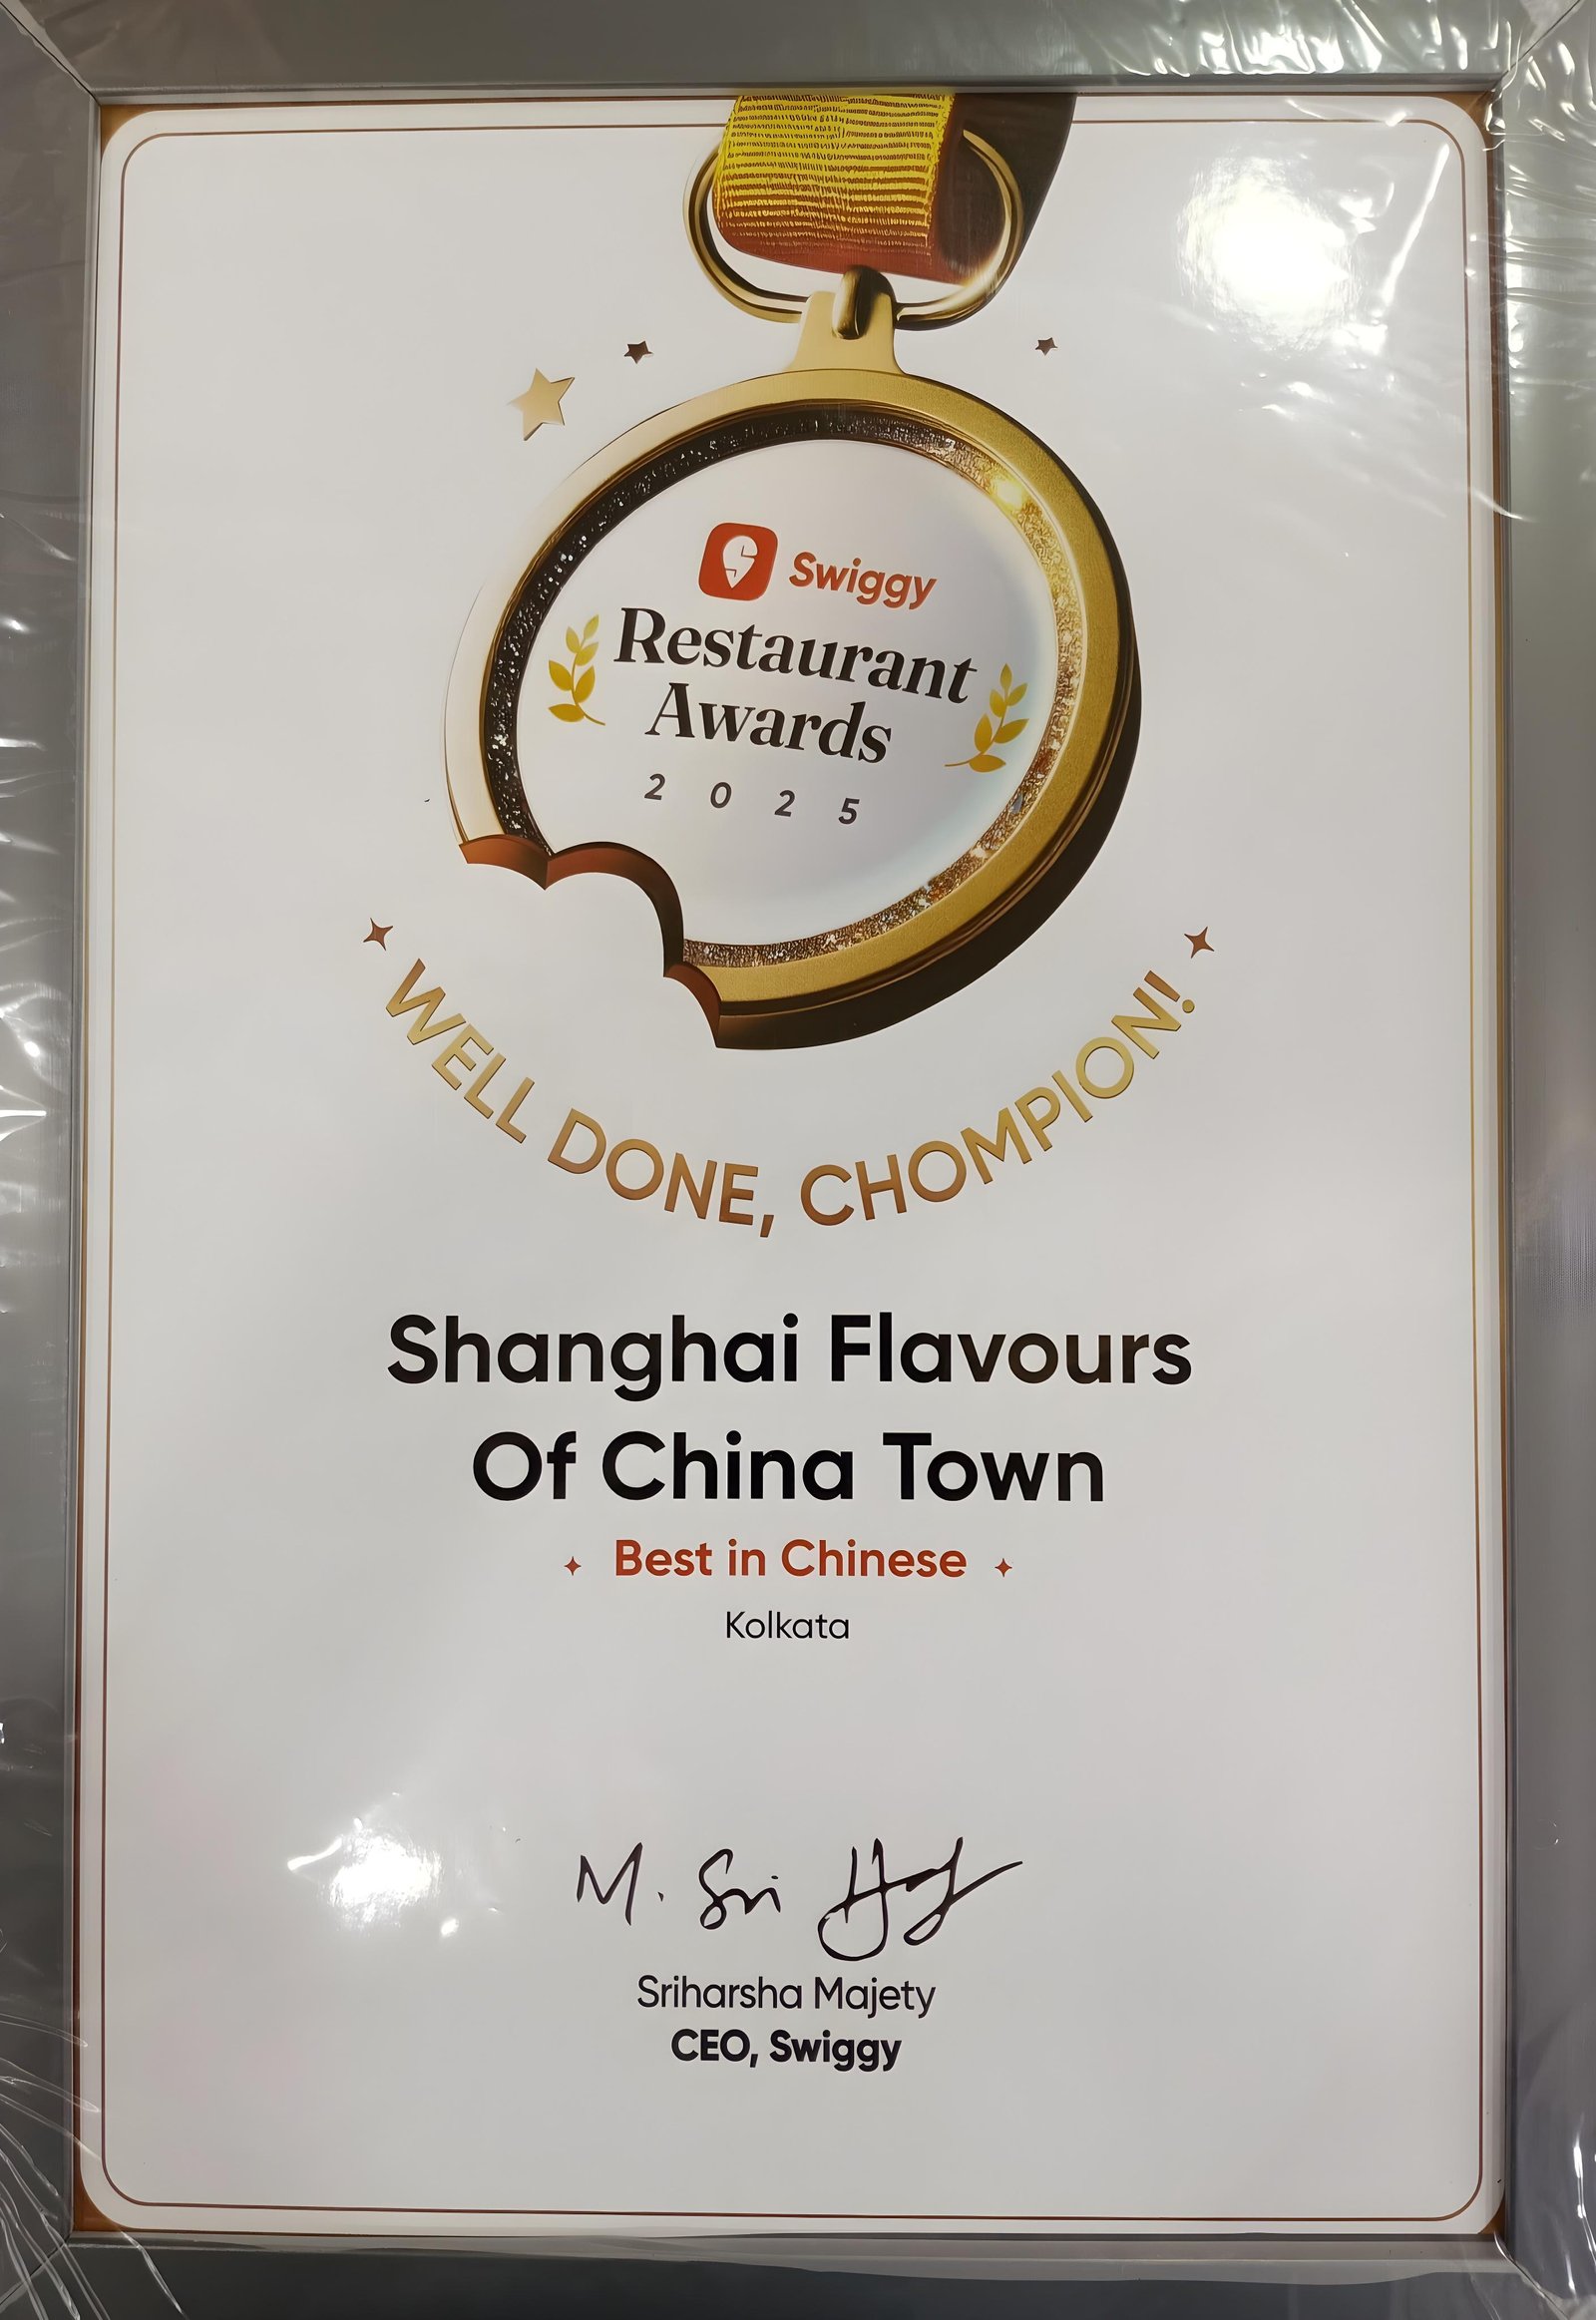 Swiggy
Restaurant
Awards
2025
WELL DONE, CHOMPION!
Shanghai Flavours
Of China Town
Best in Chinese
Kolkata
M. Sri
Sriharsha Majety
CEO, Swiggy